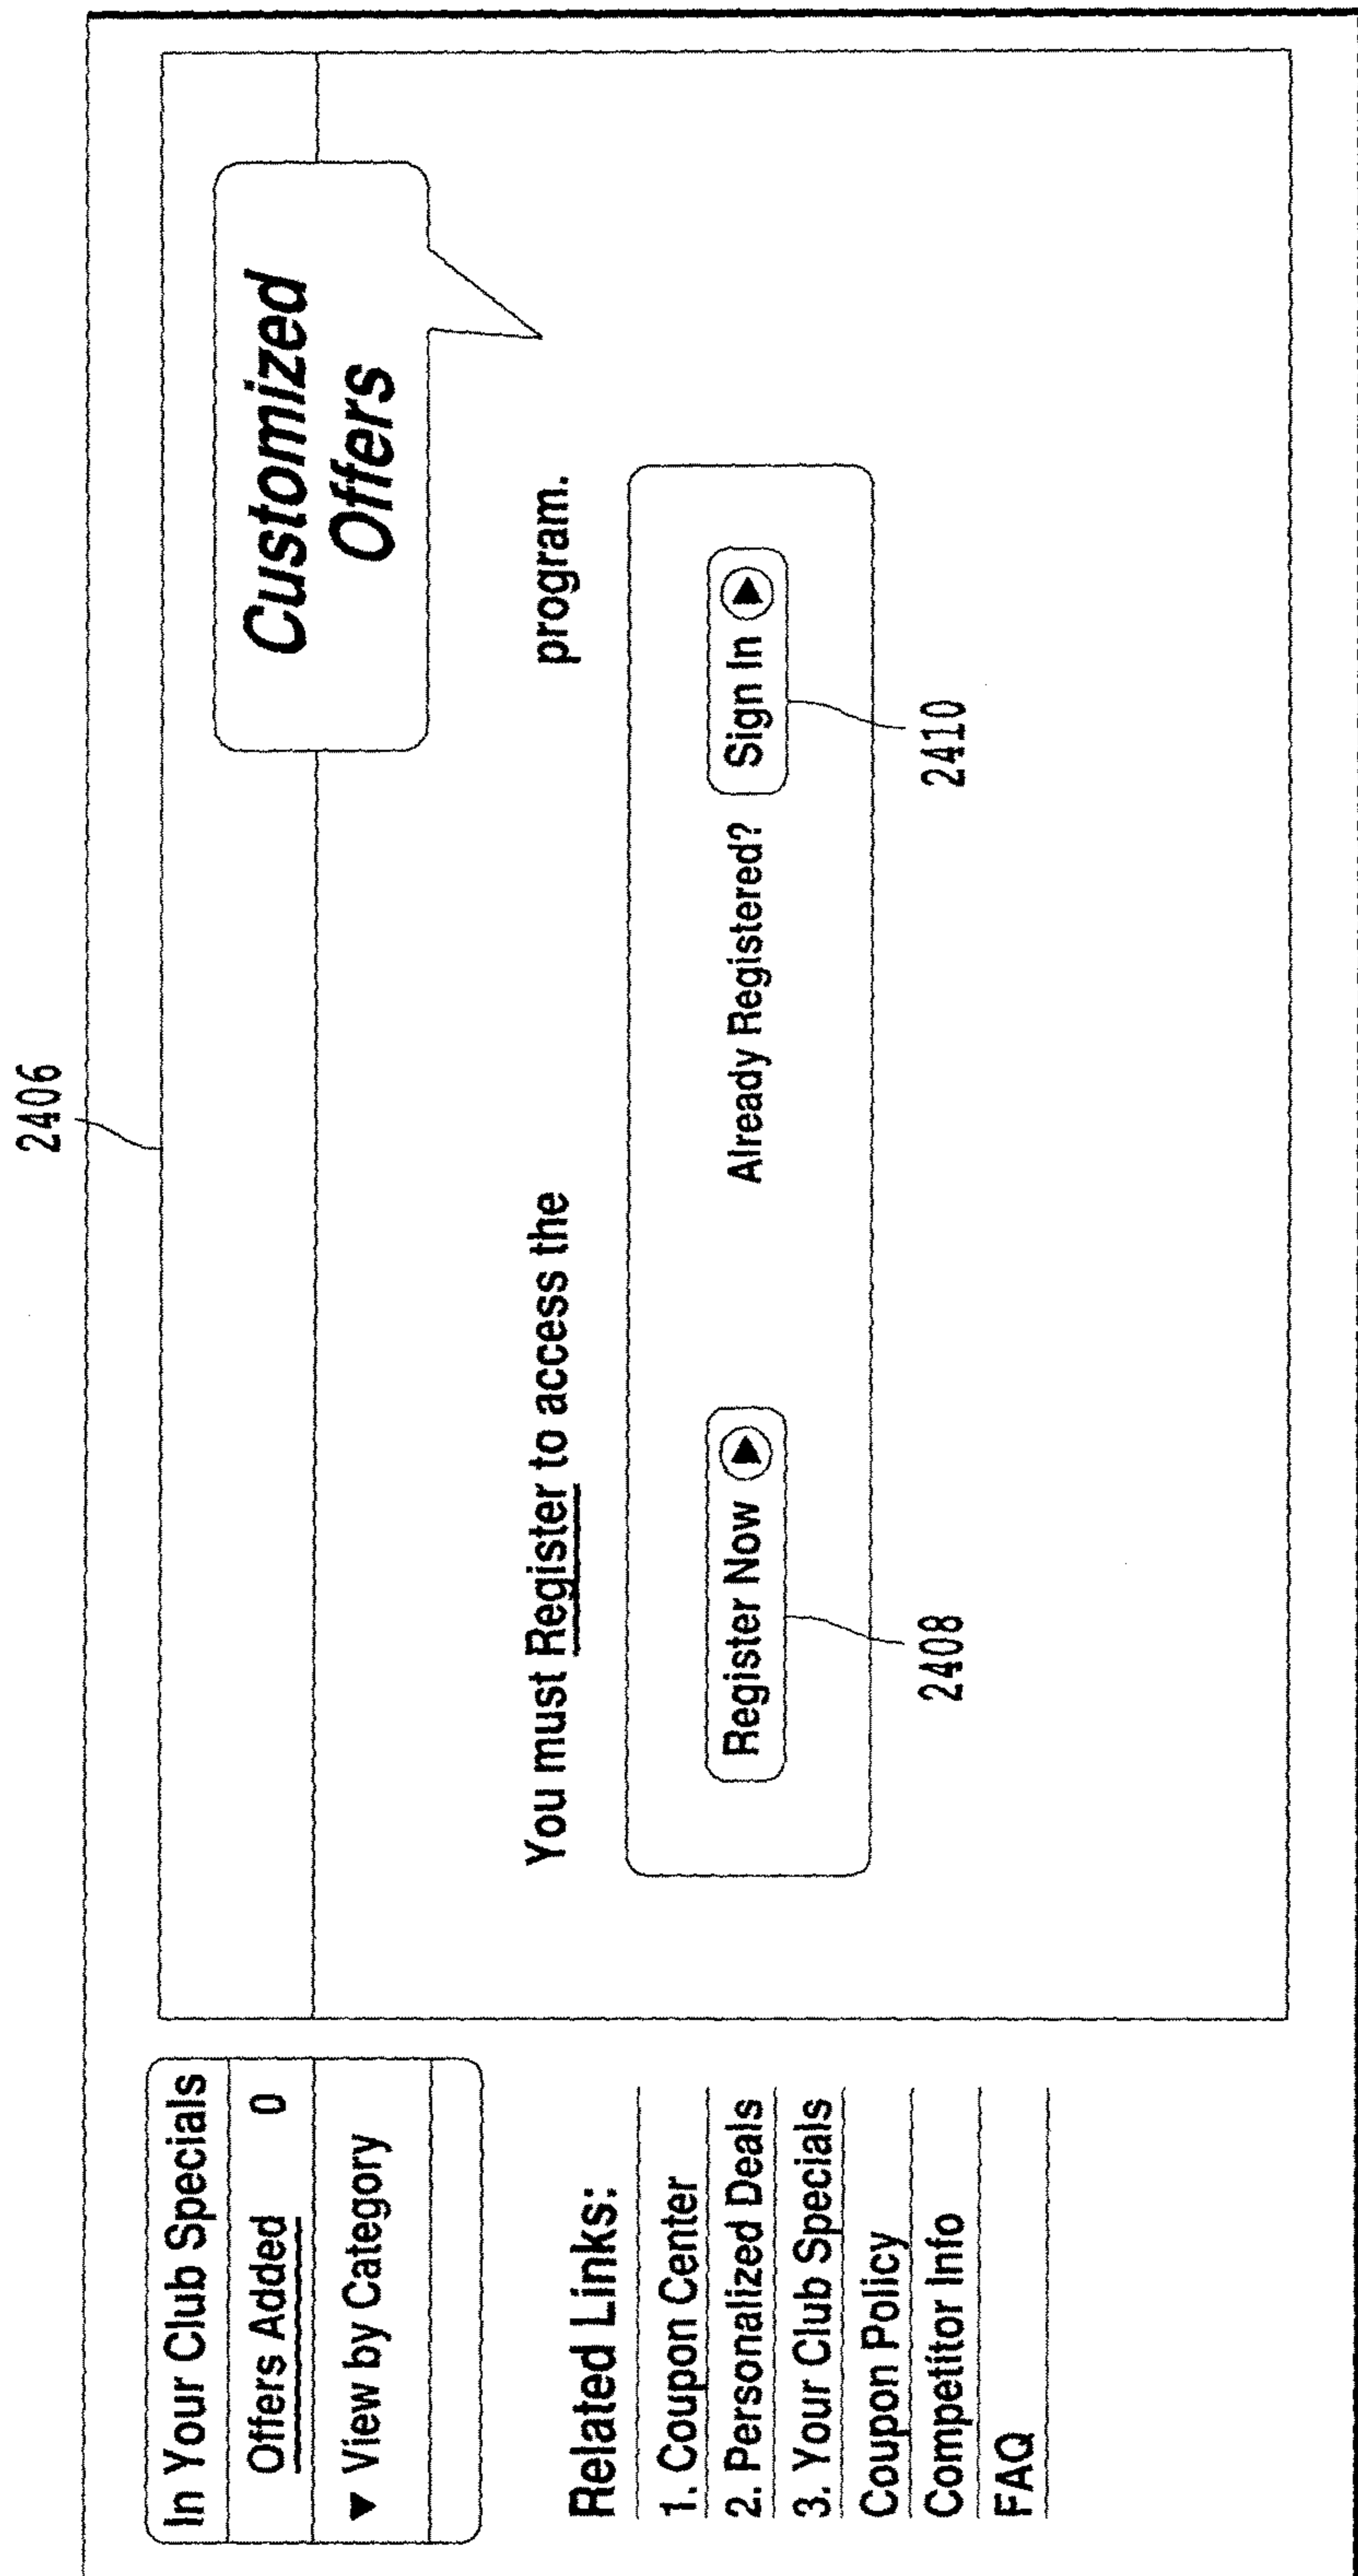 2406
In Your Club Specials
Offers Added 0
▼ View by Category
Related Links:
1. Coupon Center
2. Personalized Deals
3. Your Club Specials
Coupon Policy
Competitor Info
FAQ
Customized
Offers
You must Register to access the program.
Register Now
Already Registered? Sign In
2408
2410